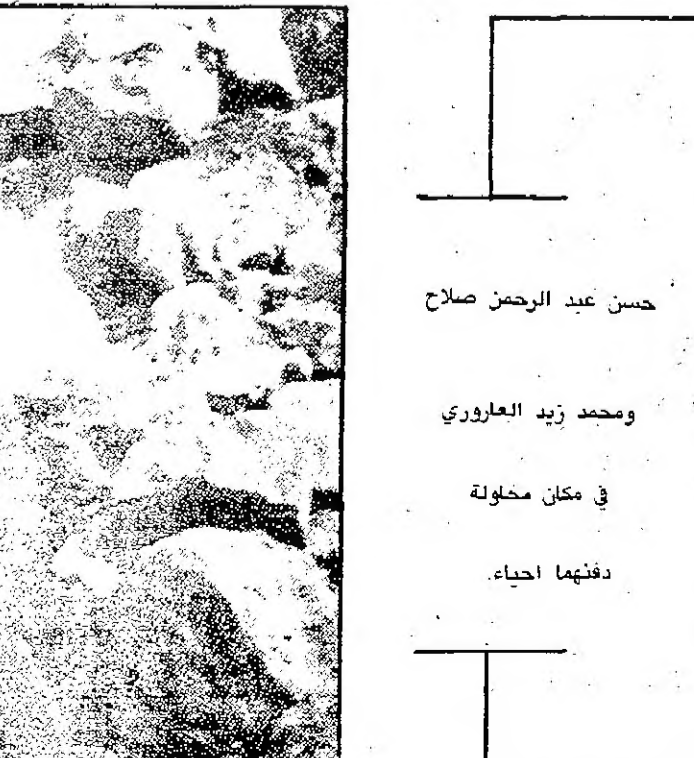 حسن عبد الرحمن صلاح
ومحمد زيد العاروري
في مكان محاولة
دفنهما احياء.